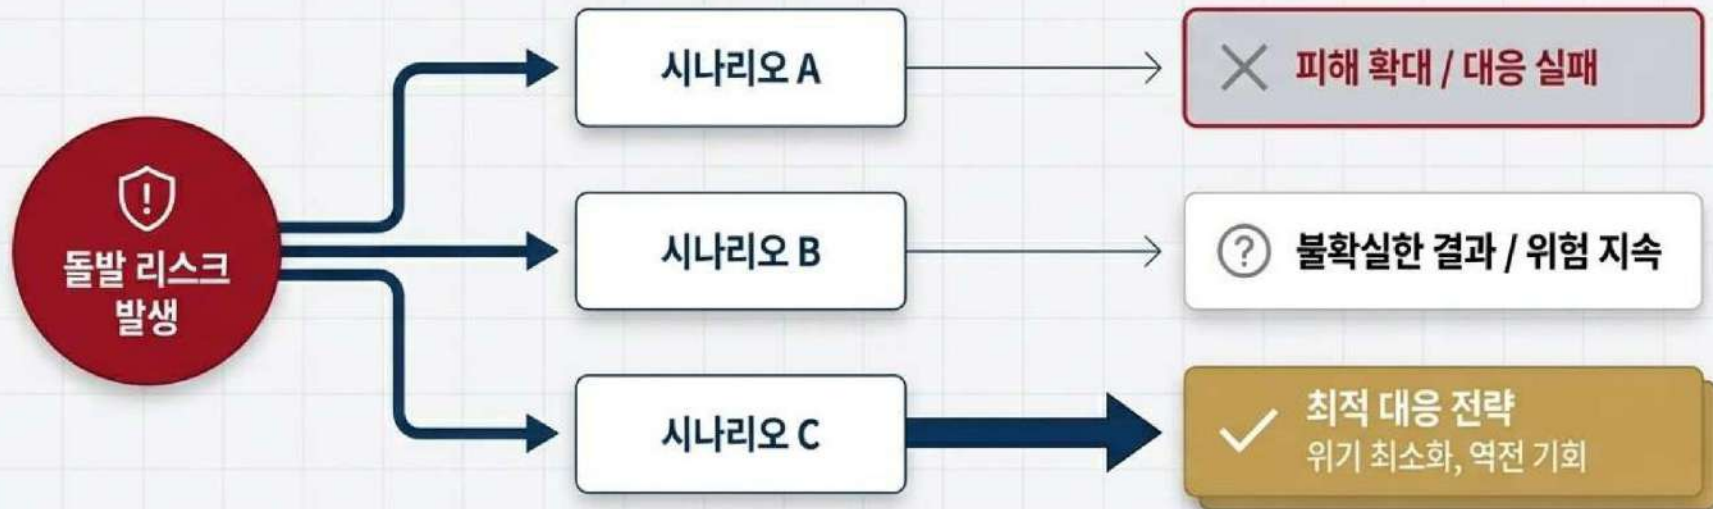 돌발 리스크
발생
시나리오 A
피해 확대 / 대응 실패
시나리오 B
불확실한 결과 / 위험 지속
시나리오 C
최적 대응 전략
위기 최소화, 역전 기회